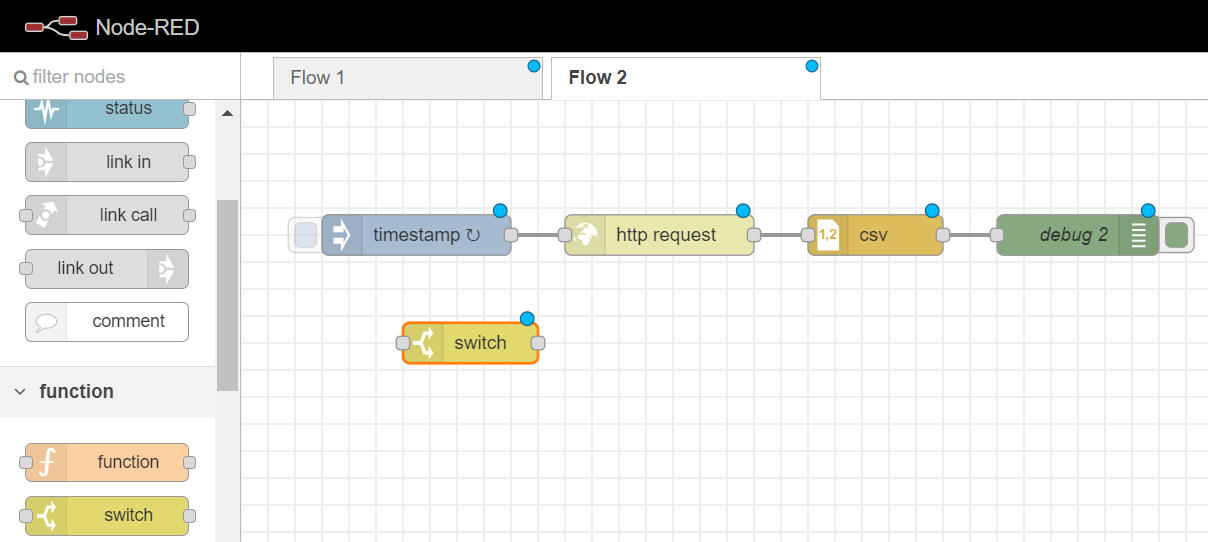 Node-RED
filter nodes
Flow 1
Flow 2
status
link in
link call
link out
comment
function
function
switch
timestamp ↻
http request
1,2
csv
debug 2
switch